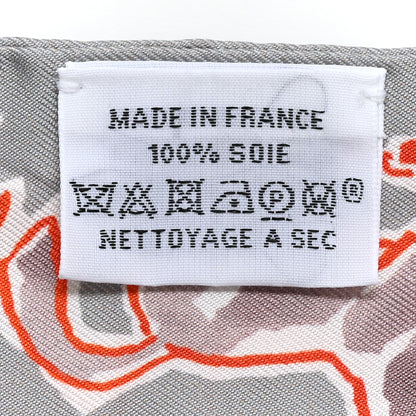 MADE IN FRANCE
100% SOIE
P ®
NETTOYAGE A SEC